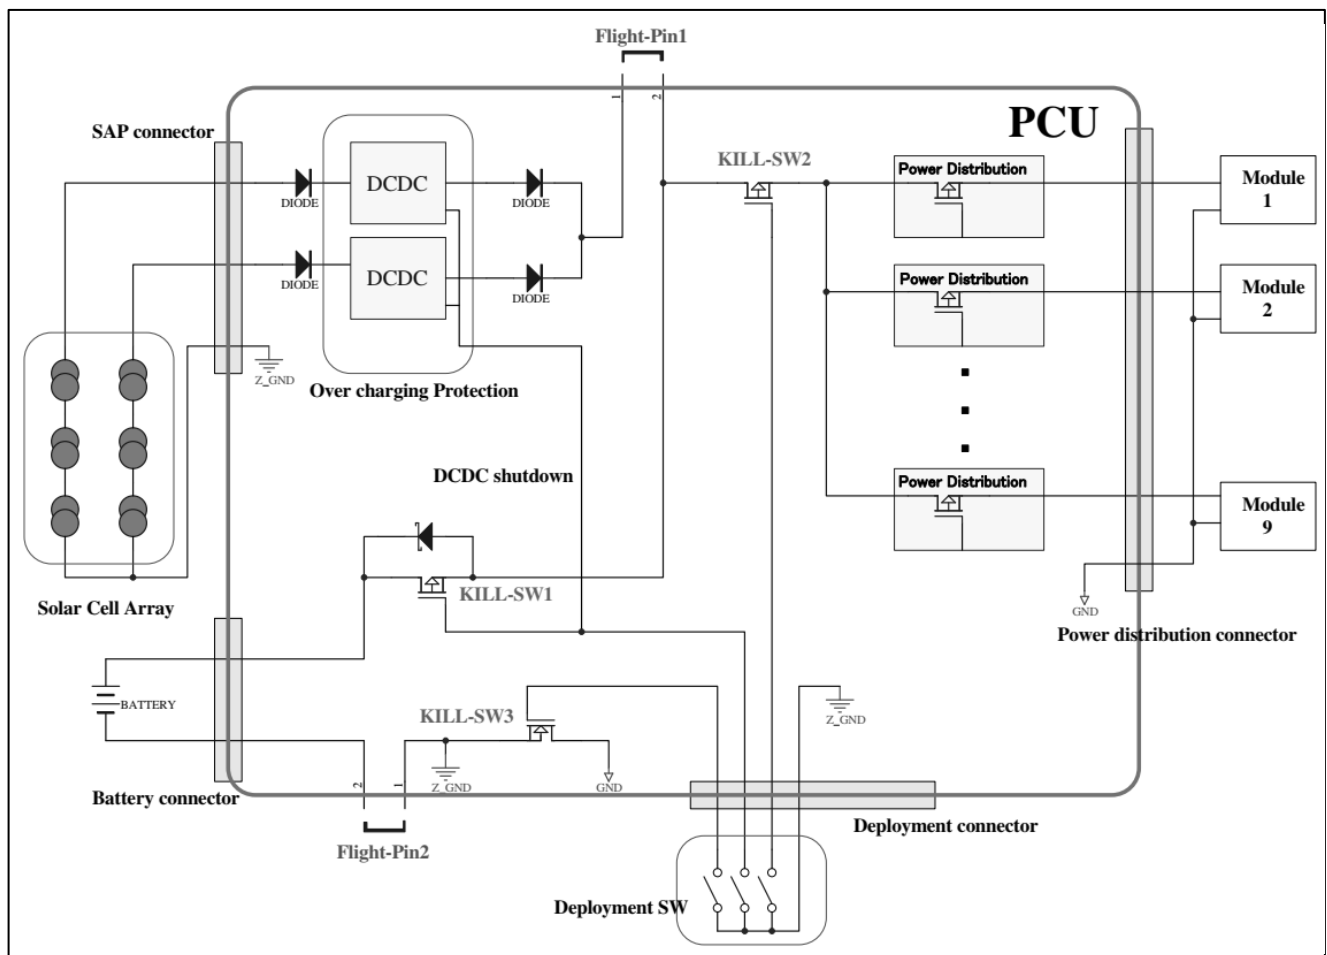 Flight-Pin1
1
2
PCU
SAP connector
KILL-SW2
DCDC
DIODE
DIODE
DCDC
DIODE
DIODE
Z_GND
Over charging Protection
Power Distribution
Module
1
Power Distribution
Module
2
Power Distribution
Module
9
DCDC shutdown
KILL-SW1
Solar Cell Array
GND
Power distribution connector
BATTERY
KILL-SW3
Z_GND
Z_GND
GND
Battery connector
2
1
Flight-Pin2
Deployment connector
Deployment SW